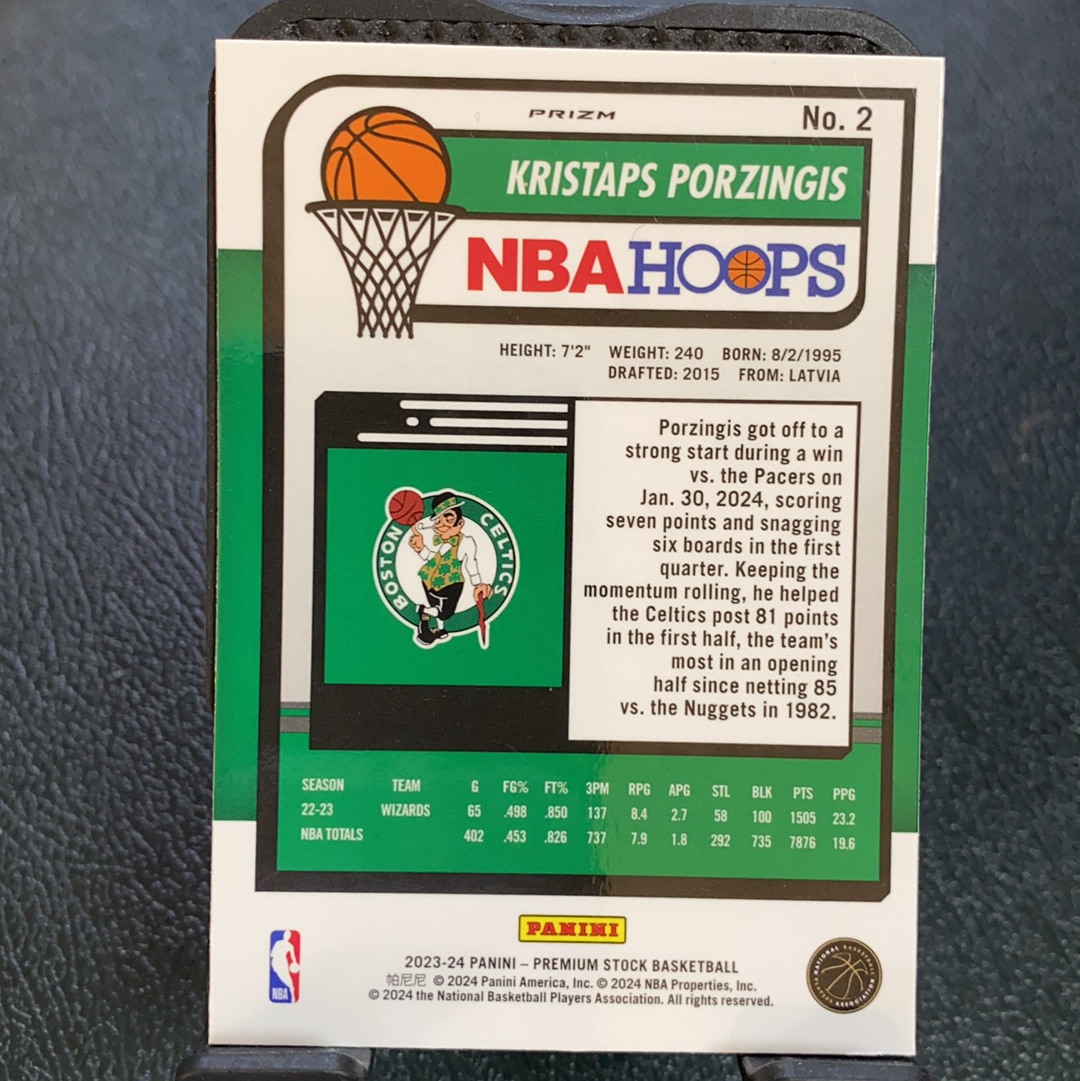 PRIZM
No. 2
KRISTAPS PORZINGIS
NBA HOOPS
HEIGHT: 7'2" WEIGHT: 240 BORN: 8/2/1995
DRAFTED: 2015 FROM: LATVIA
Porzingis got off to a
strong start during a win
vs. the Pacers on
Jan. 30, 2024, scoring
seven points and snagging
six boards in the first
quarter. Keeping the
momentum rolling, he helped
the Celtics post 81 points
in the first half, the team's
most in an opening
half since netting 85
vs. the Nuggets in 1982.
BOSTON CELTICS
SEASON TEAM G FG% FT% 3PM RPG APG STL BLK PTS PPG
22-23 WIZARDS 65 .498 .850 137 8.4 2.7 58 100 1505 23.2
NBA TOTALS 402 .453 .826 737 7.9 1.8 292 735 7876 19.6
PANINI
2023-24 PANINI – PREMIUM STOCK BASKETBALL
帕尼尼 © 2024 Panini America, Inc. © 2024 NBA Properties, Inc.
© 2024 the National Basketball Players Association. All rights reserved.
NBA
NATIONAL BASKETBALL PLAYERS ASSOCIATION